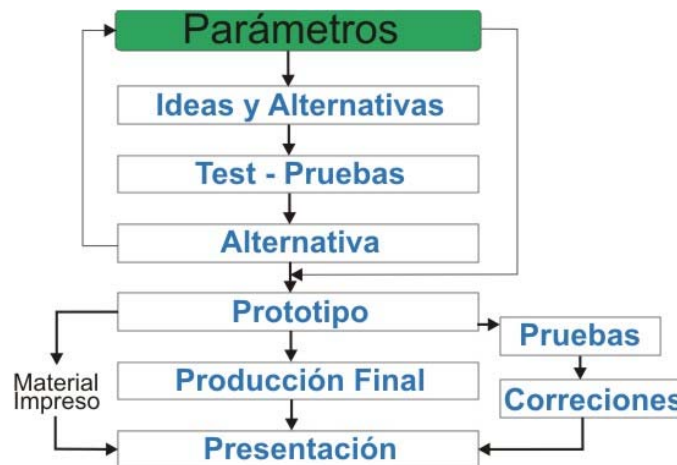 Parámetros
Ideas y Alternativas
Test - Pruebas
Alternativa
Prototipo
Pruebas
Material
Impreso
Producción Final
Correciones
Presentación